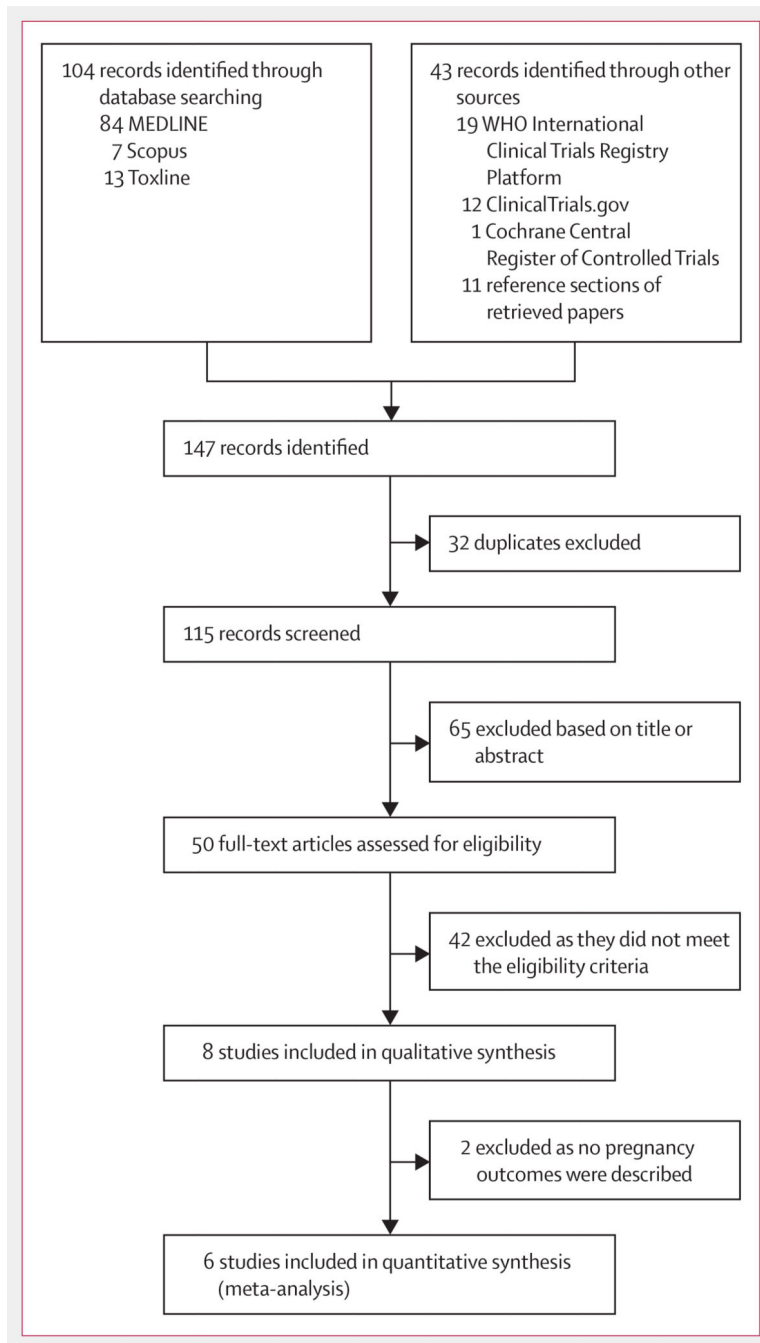 104 records identified through
database searching
84 MEDLINE
7 Scopus
13 Toxline
43 records identified through other
sources
19 WHO International
Clinical Trials Registry
Platform
12 ClinicalTrials.gov
1 Cochrane Central
Register of Controlled Trials
11 reference sections of
retrieved papers
147 records identified
32 duplicates excluded
115 records screened
65 excluded based on title or
abstract
50 full-text articles assessed for eligibility
42 excluded as they did not meet
the eligibility criteria
8 studies included in qualitative synthesis
2 excluded as no pregnancy
outcomes were described
6 studies included in quantitative synthesis
(meta-analysis)